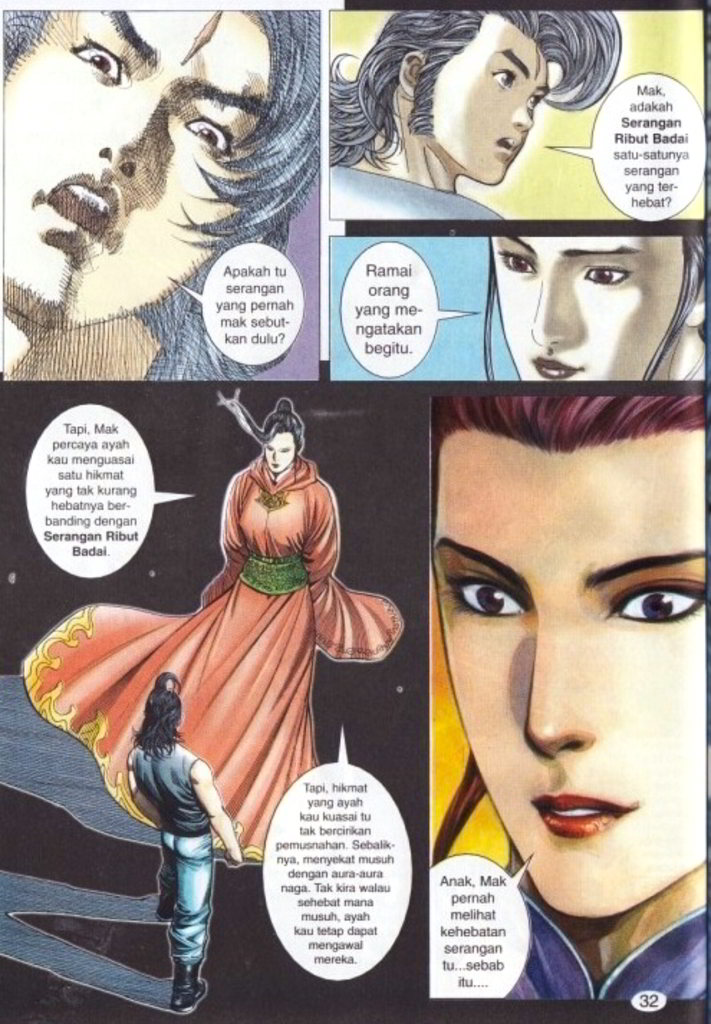 Apakah tu
serangan
yang pernah
mak sebut-
kan dulu?
Mak,
adakah
Serangan
Ribut Badai
satu-satunya
serangan
yang ter-
hebat?
Ramai
orang
yang me-
ngatakan
begitu.
Tapi, Mak
percaya ayah
kau menguasai
satu hikmat
yang tak kurang
hebatnya ber-
banding dengan
Serangan Ribut
Badai.
Tapi, hikmat
yang ayah
kau kuasai tu
tak bercirikan
pemusnahan. Sebalik-
nya, menyekat musuh
dengan aura-aura
naga. Tak kira walau
sehebat mana
musuh, ayah
kau tetap dapat
mengawal
mereka.
Anak, Mak
pernah
melihat
kehebatan
serangan
tu...sebab
itu....
32